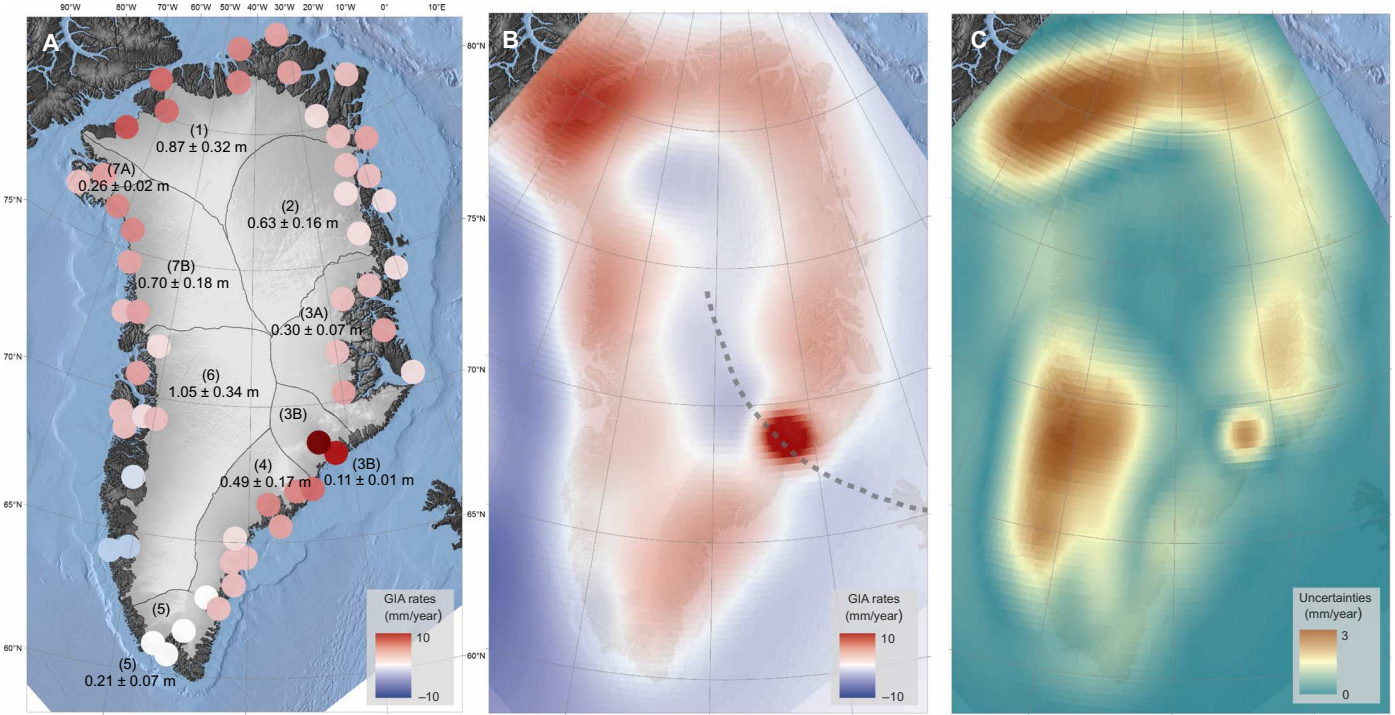 90°W 80°W 70°W 60°W 50°W 40°W 30°W 20°W 10°W 0° 10°E
A
75°N
70°N
65°N
60°N
(1)
0.87 ± 0.32 m
(7A)
0.26 ± 0.02 m
(2)
0.63 ± 0.16 m
(7B)
0.70 ± 0.18 m
(3A)
0.30 ± 0.07 m
(6)
1.05 ± 0.34 m
(3B)
(4)
0.49 ± 0.17 m
(3B)
0.11 ± 0.01 m
(5)
(5)
0.21 ± 0.07 m
GIA rates
(mm/year)
10
–10
B
80°N
75°N
70°N
65°N
60°N
GIA rates
(mm/year)
10
–10
C
Uncertainties
(mm/year)
3
0